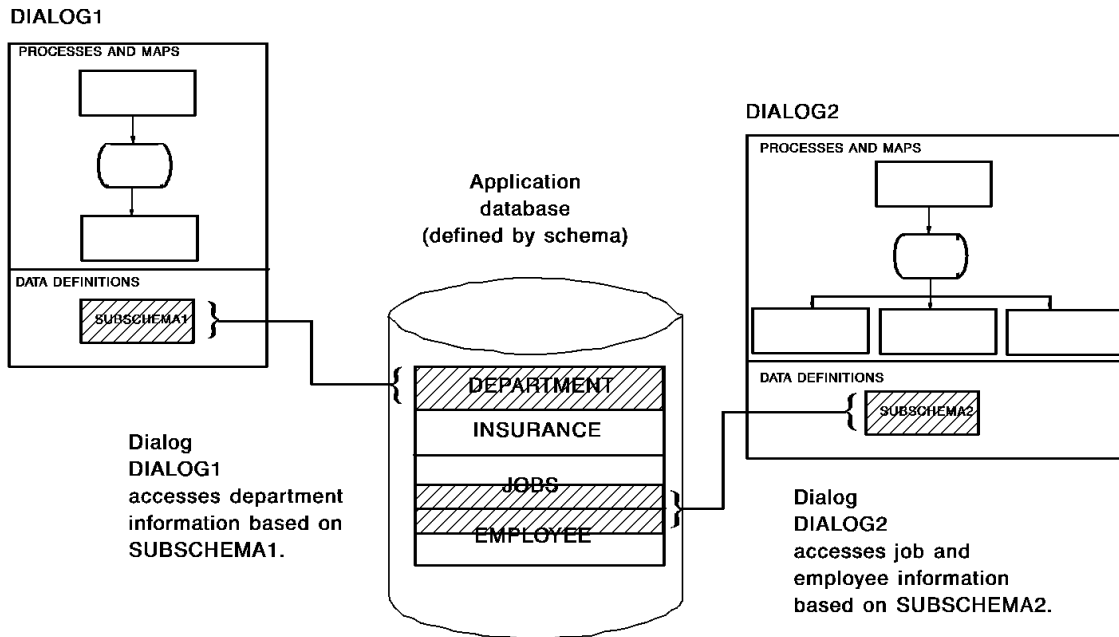 DIALOG1
PROCESSES AND MAPS
DATA DEFINITIONS
SUBSCHEMA1
Dialog
DIALOG1
accesses department
information based on
SUBSCHEMA1.
Application
database
(defined by schema)
DEPARTMENT
INSURANCE
JOBS
EMPLOYEE
DIALOG2
PROCESSES AND MAPS
DATA DEFINITIONS
SUBSCHEMA2
Dialog
DIALOG2
accesses job and
employee information
based on SUBSCHEMA2.